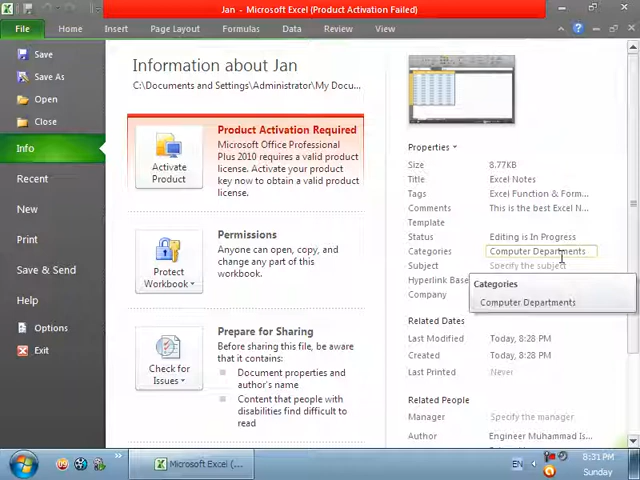 Jan - Microsoft Excel (Product Activation Failed)
File Home Insert Page Layout Formulas Data Review View
Save
Save As
Open
Close
Info
Recent
New
Print
Save & Send
Help
Options
Exit
Information about Jan
C:\Documents and Settings\Administrator\My Docu...
Activate
Product
Product Activation Required
Microsoft Office Professional
Plus 2010 requires a valid product
license. Activate your product
key now to obtain a valid product
license.
Protect
Workbook
Permissions
Anyone can open, copy, and
change any part of this
workbook.
Check for
Issues
Prepare for Sharing
Before sharing this file, be aware
that it contains:
Document properties and
author's name
Content that people with
disabilities find difficult to
read
Properties
Size 8.77KB
Title Excel Notes
Tags Excel Function & Form...
Comments This is the best Excel N...
Template
Status Editing is In Progress
Categories Computer Departments
Subject Specify the subject
Hyperlink Base
Company
Categories
Computer Departments
Related Dates
Last Modified Today, 8:28 PM
Created Today, 8:28 PM
Last Printed Never
Related People
Manager Specify the manager
Author Engineer Muhammad Is...
Microsoft Excel (...
EN
8:31 PM
Sunday